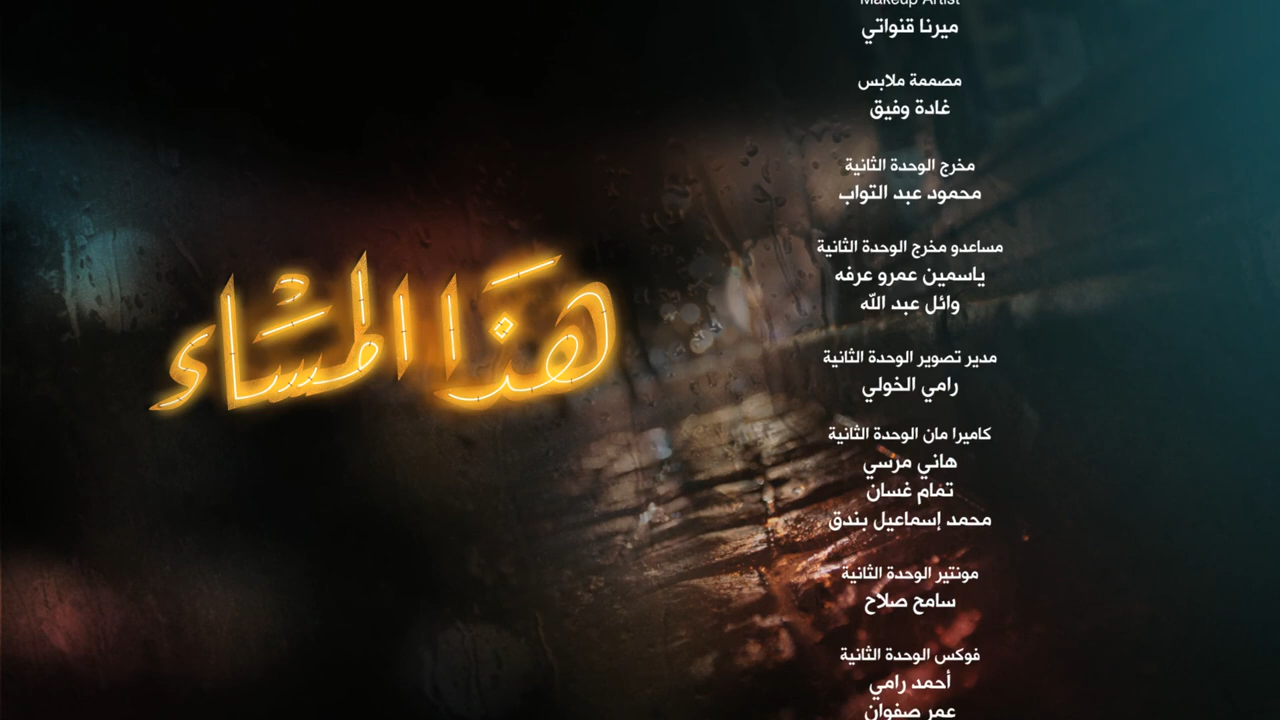 هذا المساء
Makeup Artist
ميرنا قنواتي
مصممة ملابس
غادة وفيق
مخرج الوحدة الثانية
محمود عبد التواب
مساعدو مخرج الوحدة الثانية
ياسمين عمرو عرفه
وائل عبد الله
مدير تصوير الوحدة الثانية
رامي الخولي
كاميرا مان الوحدة الثانية
هاني مرسي
تمام غسان
محمد إسماعيل بندق
مونتير الوحدة الثانية
سامح صلاح
فوكس الوحدة الثانية
أحمد رامي
عمر صفوان